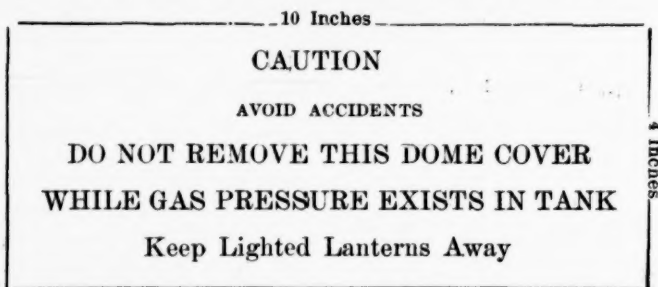 10 Inches
CAUTION
AVOID ACCIDENTS
DO NOT REMOVE THIS DOME COVER
WHILE GAS PRESSURE EXISTS IN TANK
Keep Lighted Lanterns Away
4 Inches